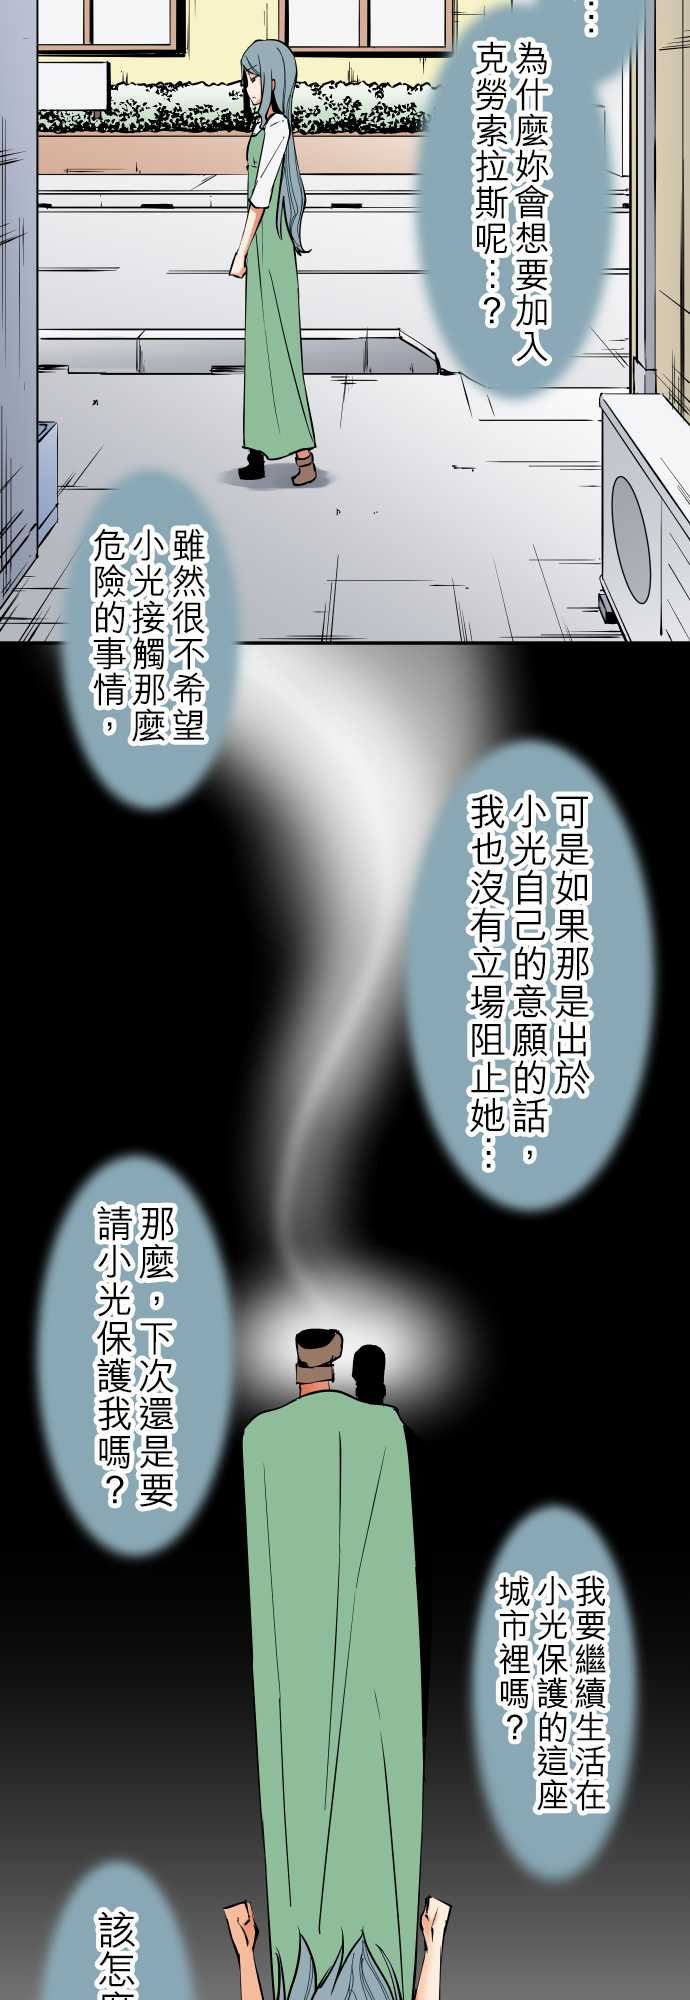 …
為什麼妳會想要加入
克勞索拉斯呢…？
雖然很不希望
小光接觸那麼
危險的事情，
可是如果那是出於
小光自己的意願的話，
我也沒有立場阻止她…
那麼，下次還是要
請小光保護我嗎？
我要繼續生活在
小光保護的這座
城市裡嗎？
該怎麼